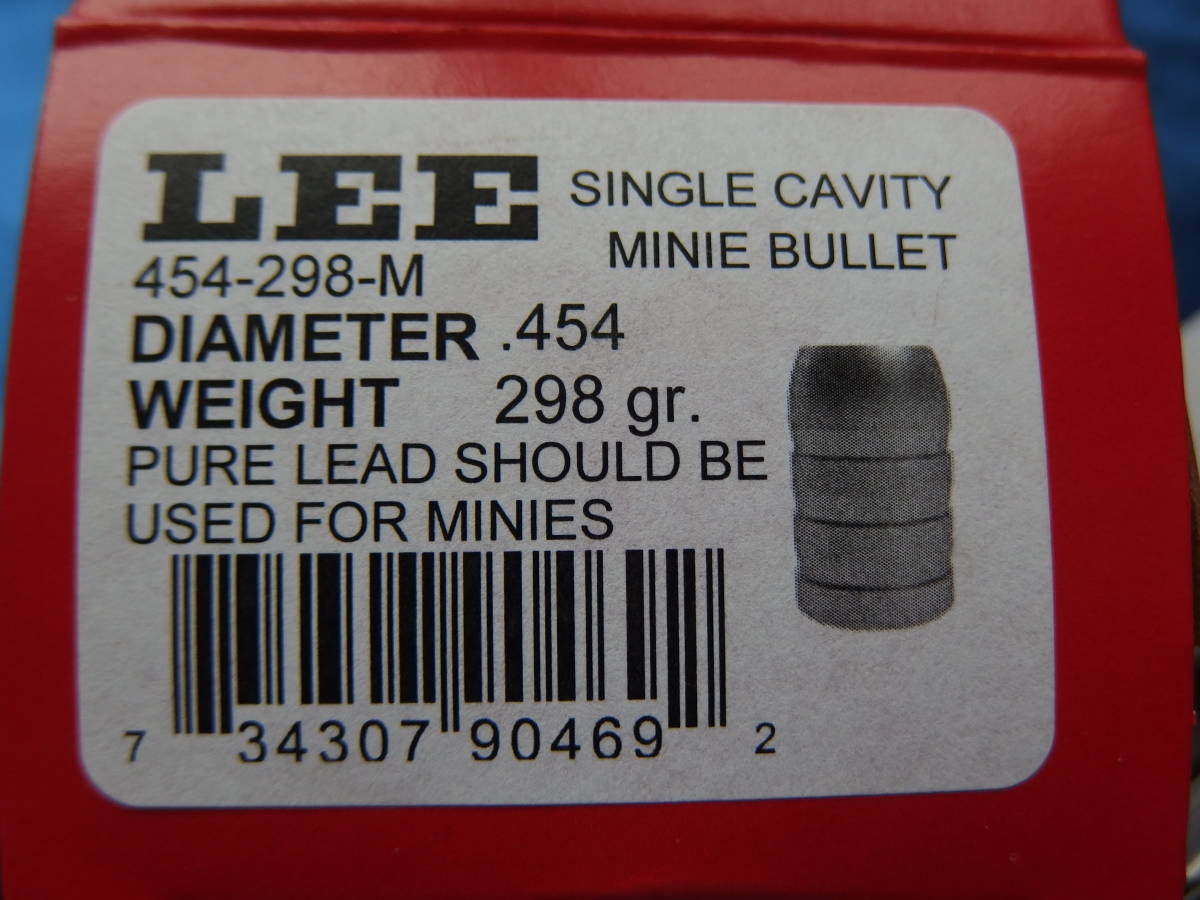 LEE
SINGLE CAVITY
MINIE BULLET
454-298-M
DIAMETER .454
WEIGHT 298 gr.
PURE LEAD SHOULD BE
USED FOR MINIES
7 34307 90469 2